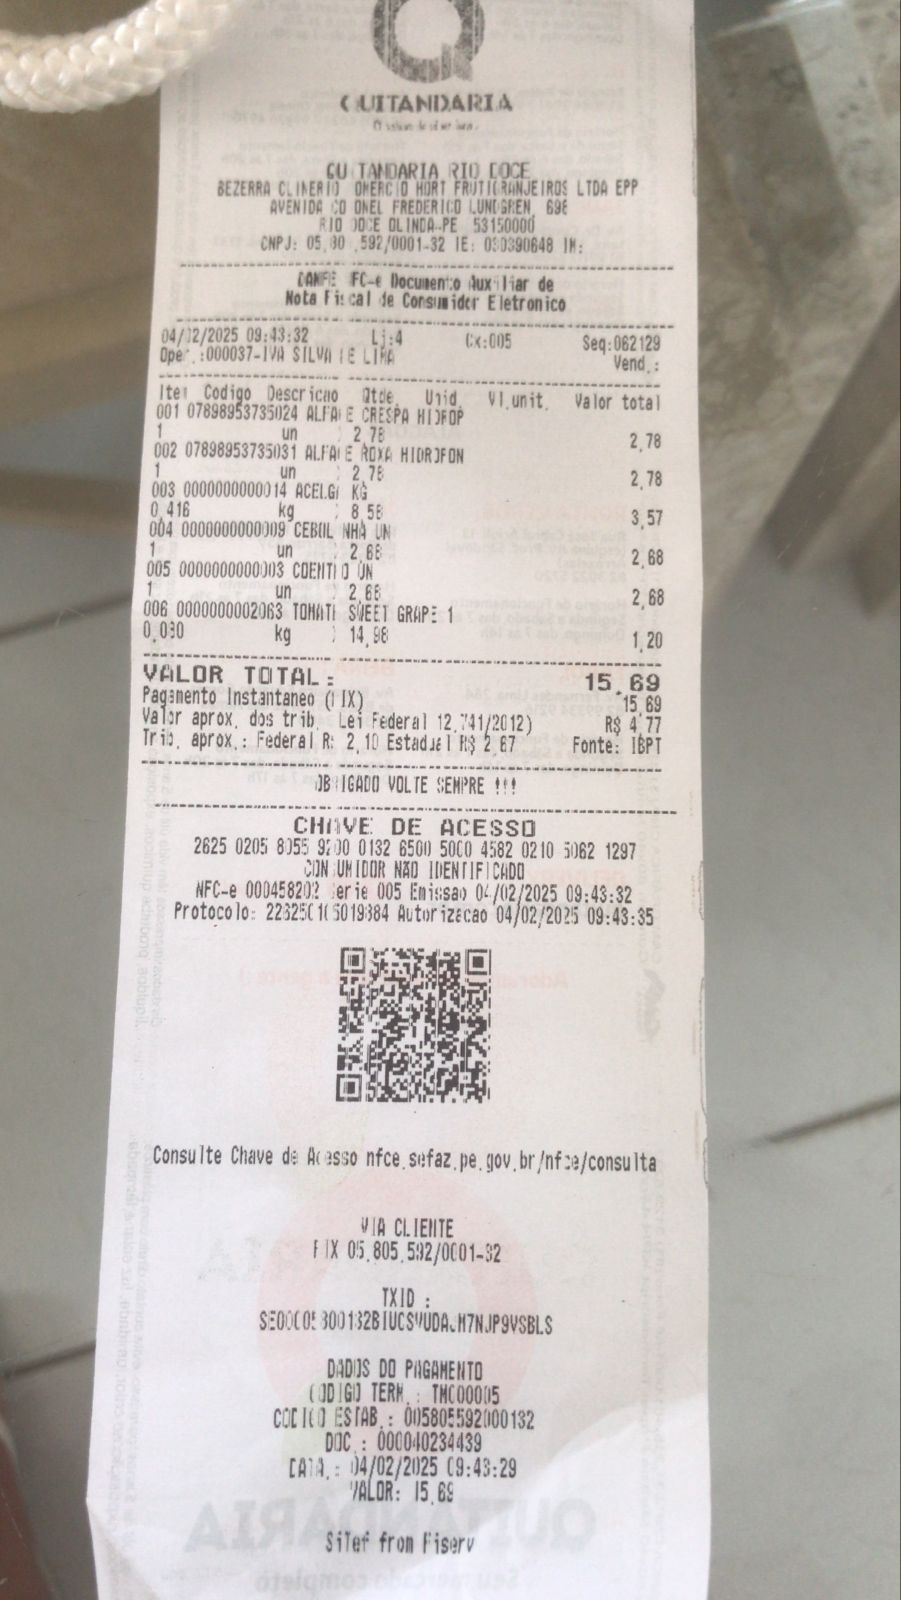 QUITANDARIA
QUITANDARIA RIO DOCE
BEZERRA CLIMERIO COMERCIO HORT FRUTIGRANJEIROS LTDA EPP
AVENIDA CORONEL FREDERICO LUNDGREN, 698
RIO DOCE OLINDA-PE 53150000
CNPJ: 05.805.592/0001-32 IE: 030390648 IM:
DANFE NFC-e Documento Auxiliar de
Nota Fiscal de Consumidor Eletronico
04/02/2025 09:43:32 Lj:4 Cx:005 Seq:062129
Oper.:000037-IVA SILVA DE LIMA Vend.:
Item Codigo Descricao Qtde. Unid. Vl.unit. Valor total
001 07898953735024 ALFACE CRESPA HIDROP
1 un X 2,78 2,78
002 07898953735031 ALFACE ROXA HIDROPON
1 un X 2,78 2,78
003 0000000000014 ACELGA KG
0,416 kg X 8,58 3,57
004 0000000000009 CEBOLINHA UN
1 un X 2,68 2,68
005 0000000000003 COENTRO UN
1 un X 2,68 2,68
006 0000000002063 TOMATE SWEET GRAPE 1
0,080 kg X 14,98 1,20
VALOR TOTAL: 15,69
Pagamento Instantaneo (PIX) 15,69
Valor aprox. dos trib. Lei Federal 12.741/2012) R$ 4,77
Trib. aprox.: Federal R$ 2,10 Estadual R$ 2,67 Fonte: IBPT
OBRIGADO VOLTE SEMPRE !!!
CHAVE DE ACESSO
2625 0205 8055 9200 0132 6500 5000 4582 0210 5062 1297
CONSUMIDOR NÃO IDENTIFICADO
NFC-e 000458202 Serie 005 Emissao 04/02/2025 09:43:32
Protocolo: Autorizacao 04/02/2025 09:43:35
Consulte Chave de Acesso nfce.sefaz.pe.gov.br/nfce/consulta
VIA CLIENTE
PIX 05.805.592/0001-32
TXID :
DADOS DO PAGAMENTO
CODIGO TERM.: TMC00005
CODIGO ESTAB.: 005805592000132
DOC.: 000040234439
DATA.: 04/02/2025 09:43:29
VALOR: 15,69
SiTef from Fiserv